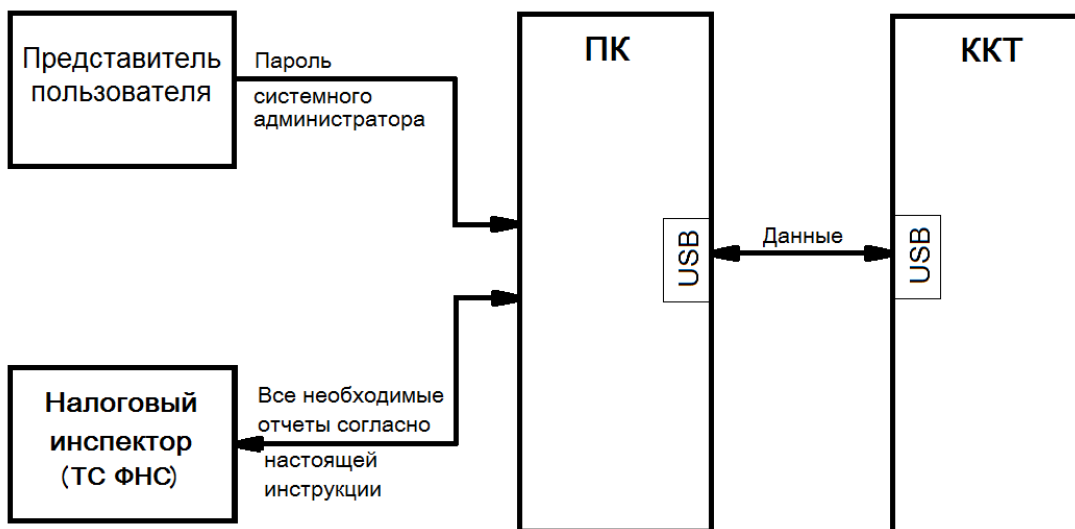 Представитель
пользователя
Пароль
системного
администратора
ПК
ККТ
USB
Данные
USB
Налоговый
инспектор
(ТС ФНС)
Все необходимые
отчеты согласно
настоящей
инструкции